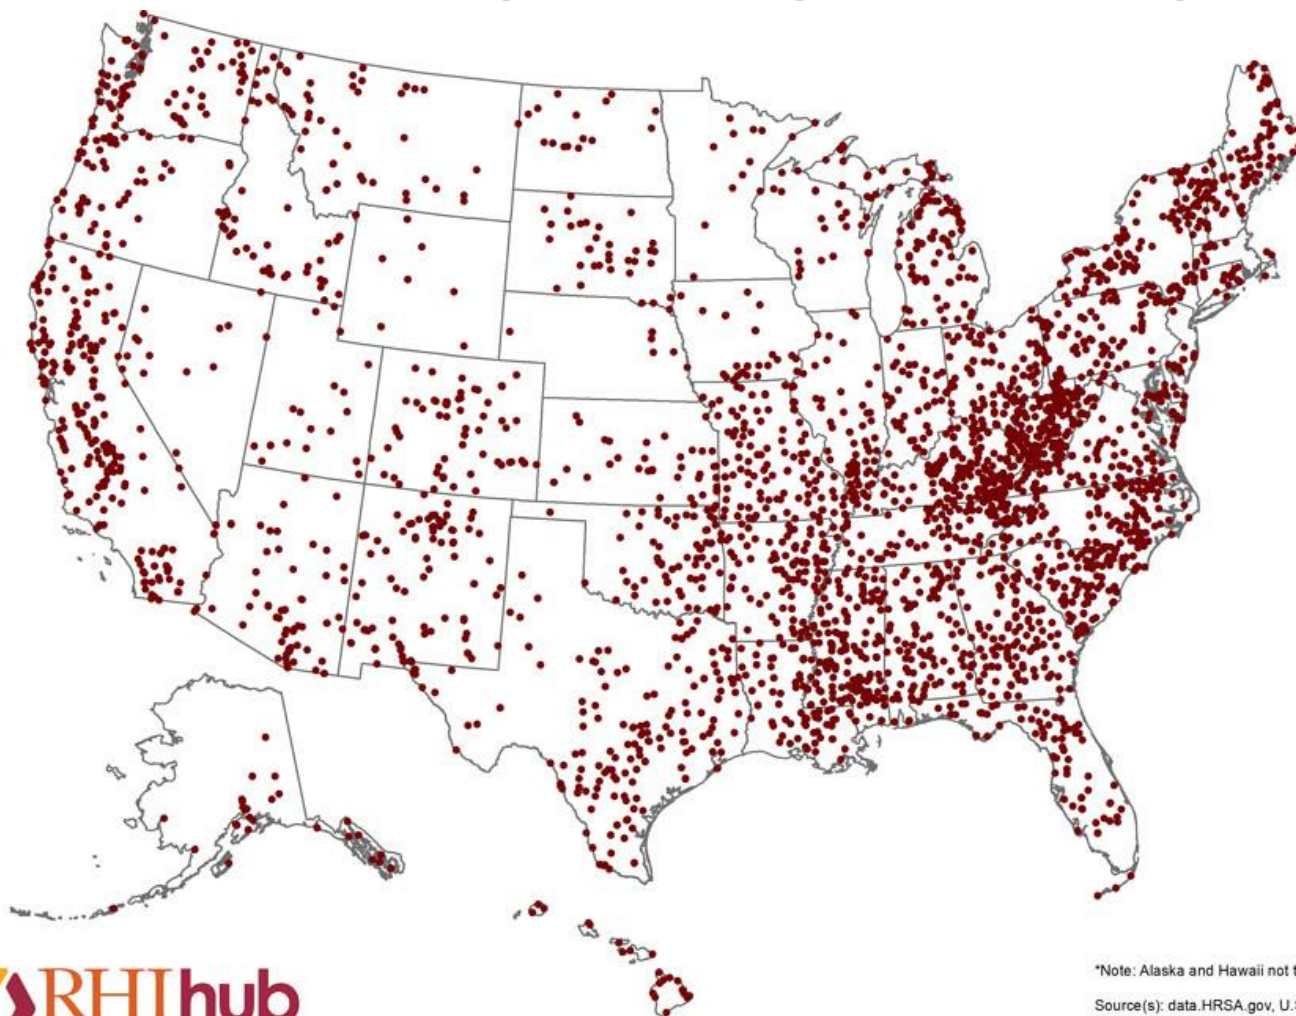 RHIhub
*Note: Alaska and Hawaii not t
Source(s): data.HRSA.gov, U.S